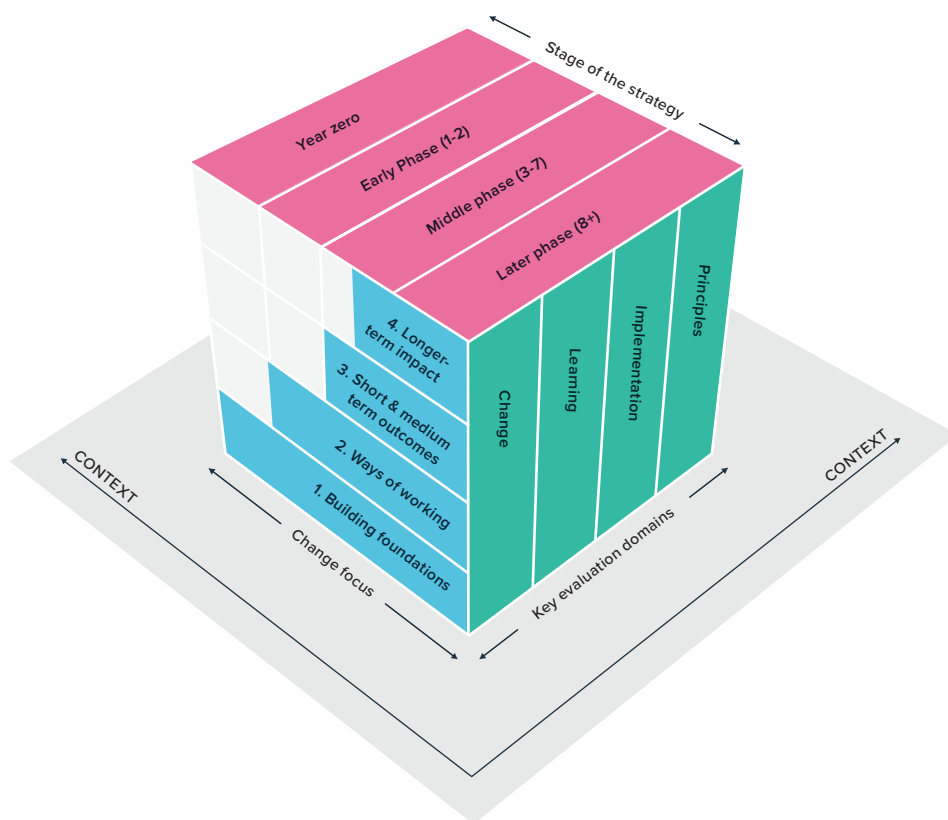 Stage of the strategy
Year zero
Early Phase (1-2)
Middle phase (3-7)
Later phase (8+)
4. Longer-
term impact
3. Short & medium
term outcomes
2. Ways of working
1. Building foundations
Change
Learning
Implementation
Principles
Change focus
Key evaluation domains
CONTEXT
CONTEXT